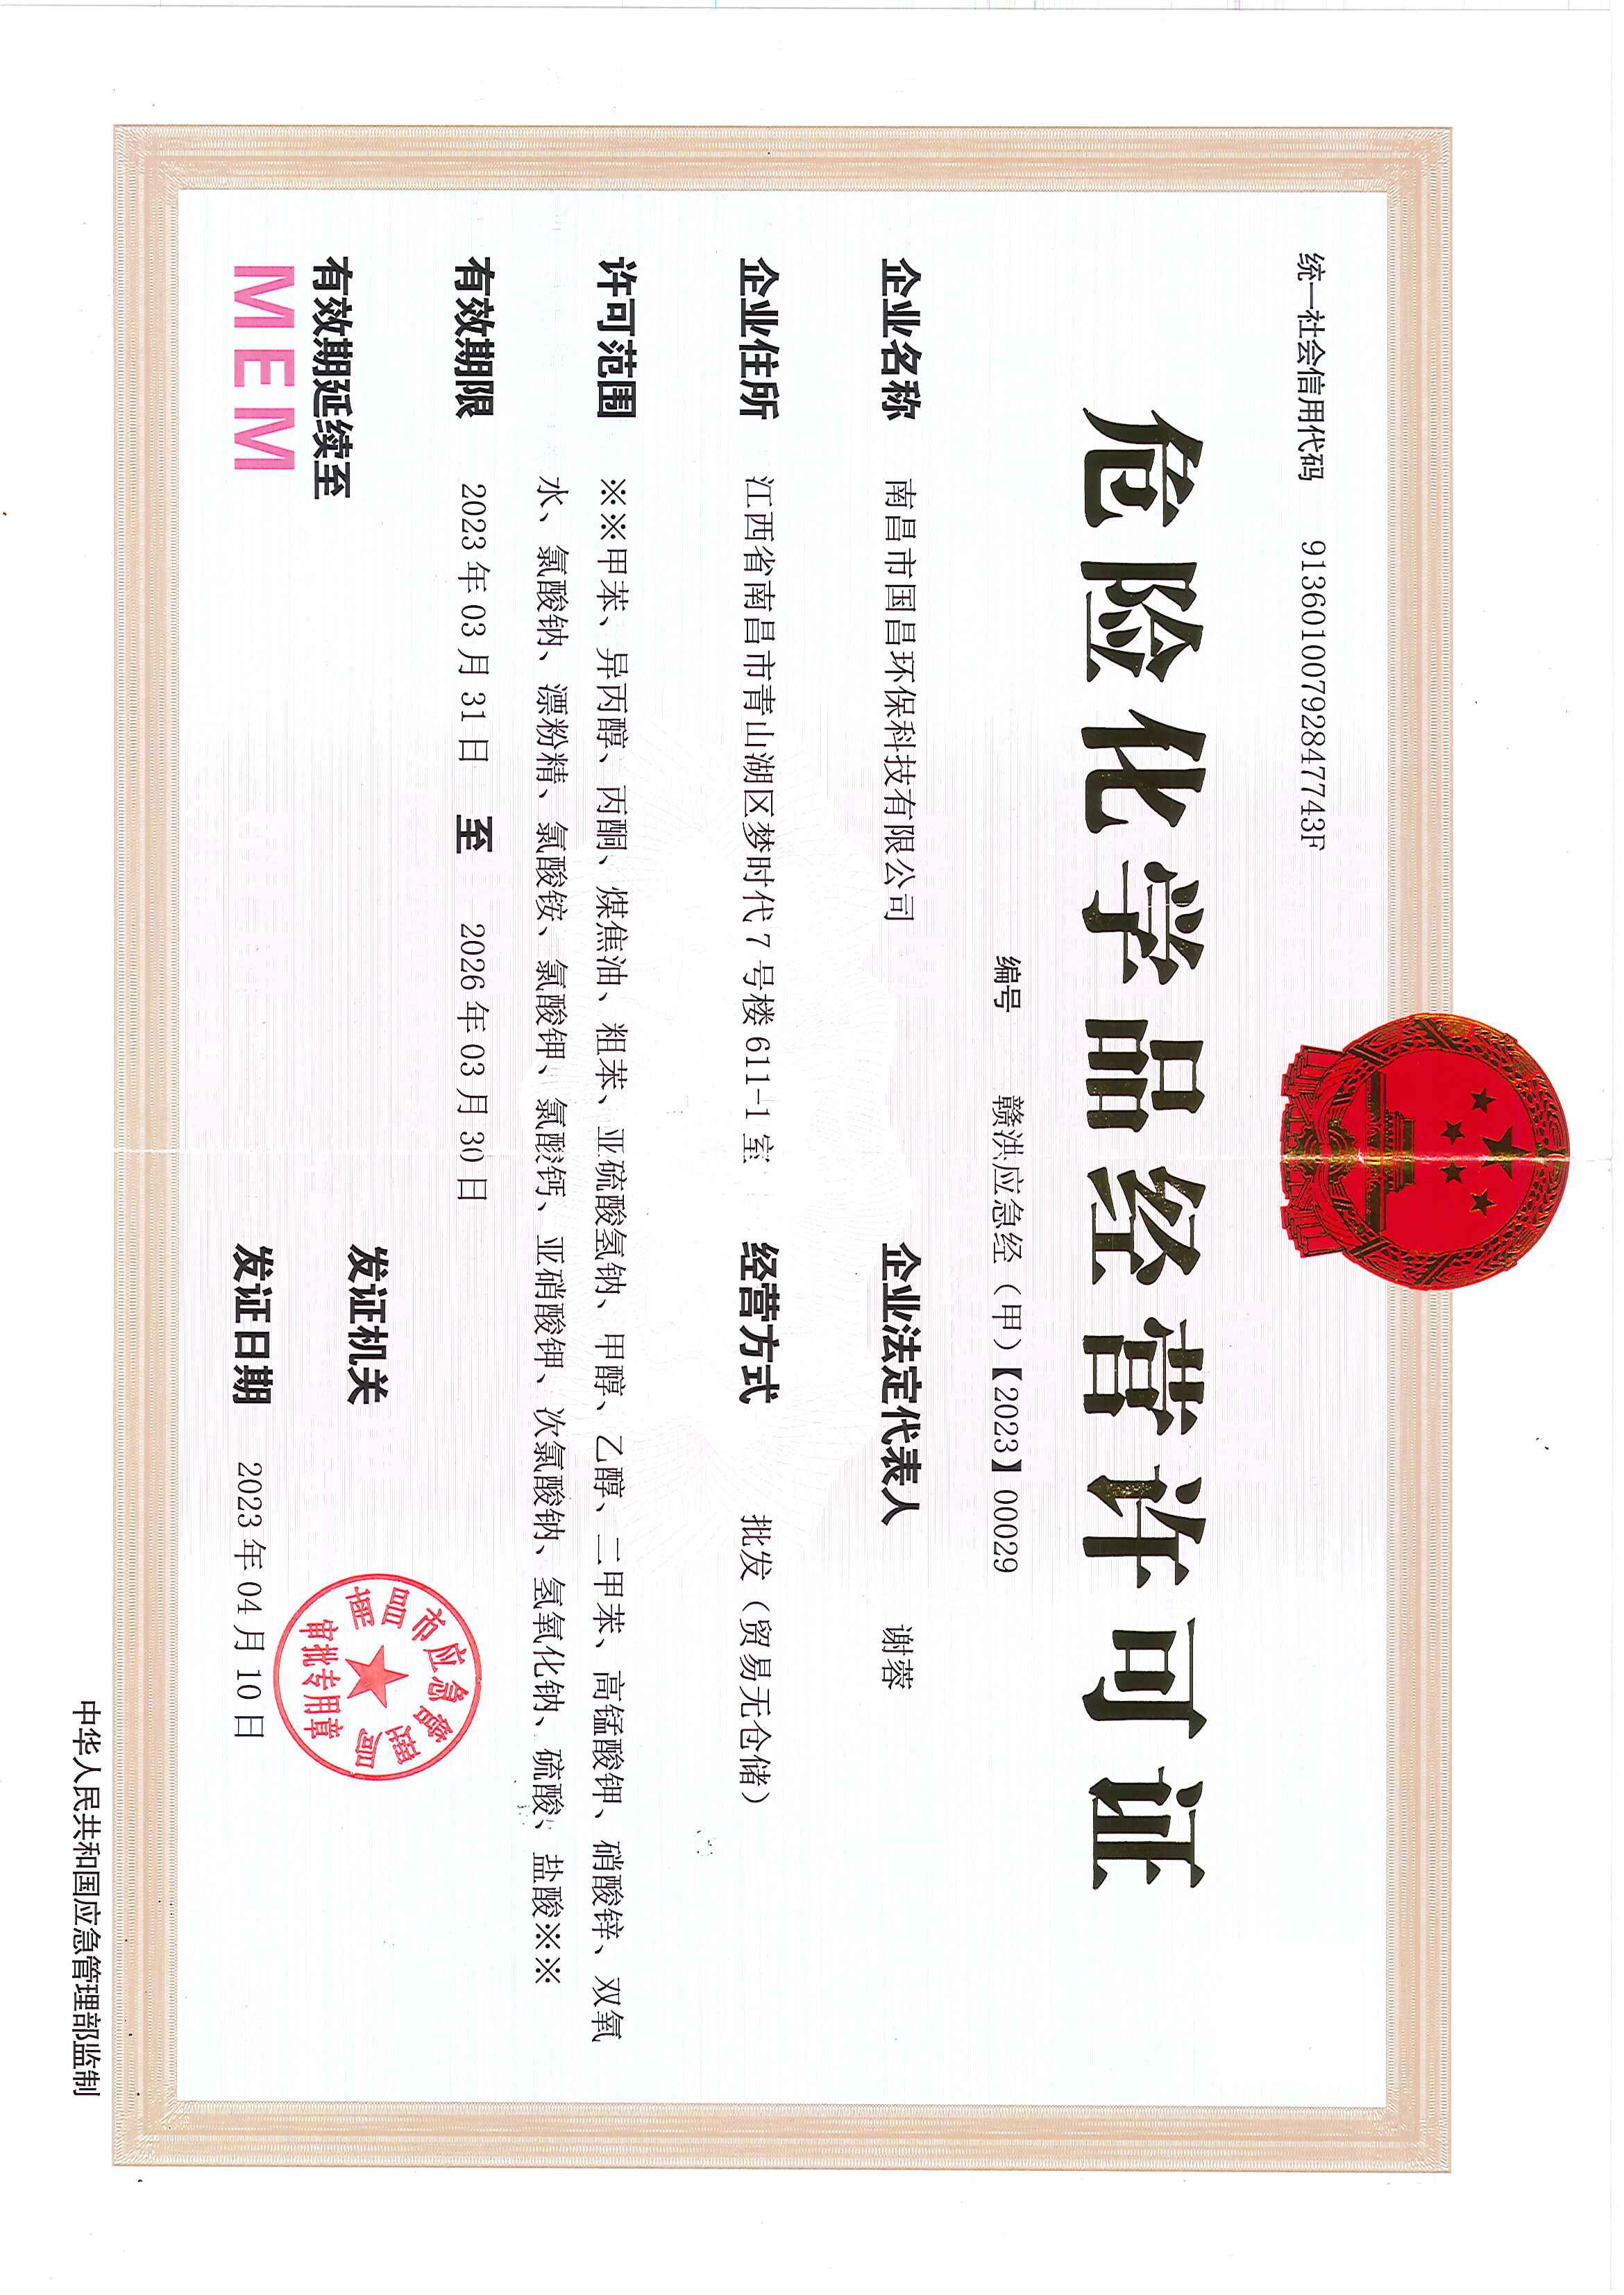 统一社会信用代码 91360100792847743F
危险化学品经营许可证
编号 赣洪应急经（甲）【2023】00029
企业名称 南昌市国昌环保科技有限公司 企业法定代表人 谢蓉
企业住所 江西省南昌市青山湖区梦时代7号楼611-1室 经营方式 批发（贸易无仓储）
许可范围 ※※甲苯、异丙醇、丙酮、煤焦油、粗苯、亚硫酸氢钠、甲醇、乙醇、二甲苯、高锰酸钾、硝酸锌、双氧
水、氯酸钠、漂粉精、氯酸铵、氯酸钾、氯酸钙、亚硝酸钾、次氯酸钠、氢氧化钠、硫酸、盐酸※※
有效期限 2023年03月31日 至 2026年03月30日
有效期延续至
发证机关
南昌市应急管理局
审批专用章
MEM
发证日期 2023年04月10日
中华人民共和国应急管理部监制